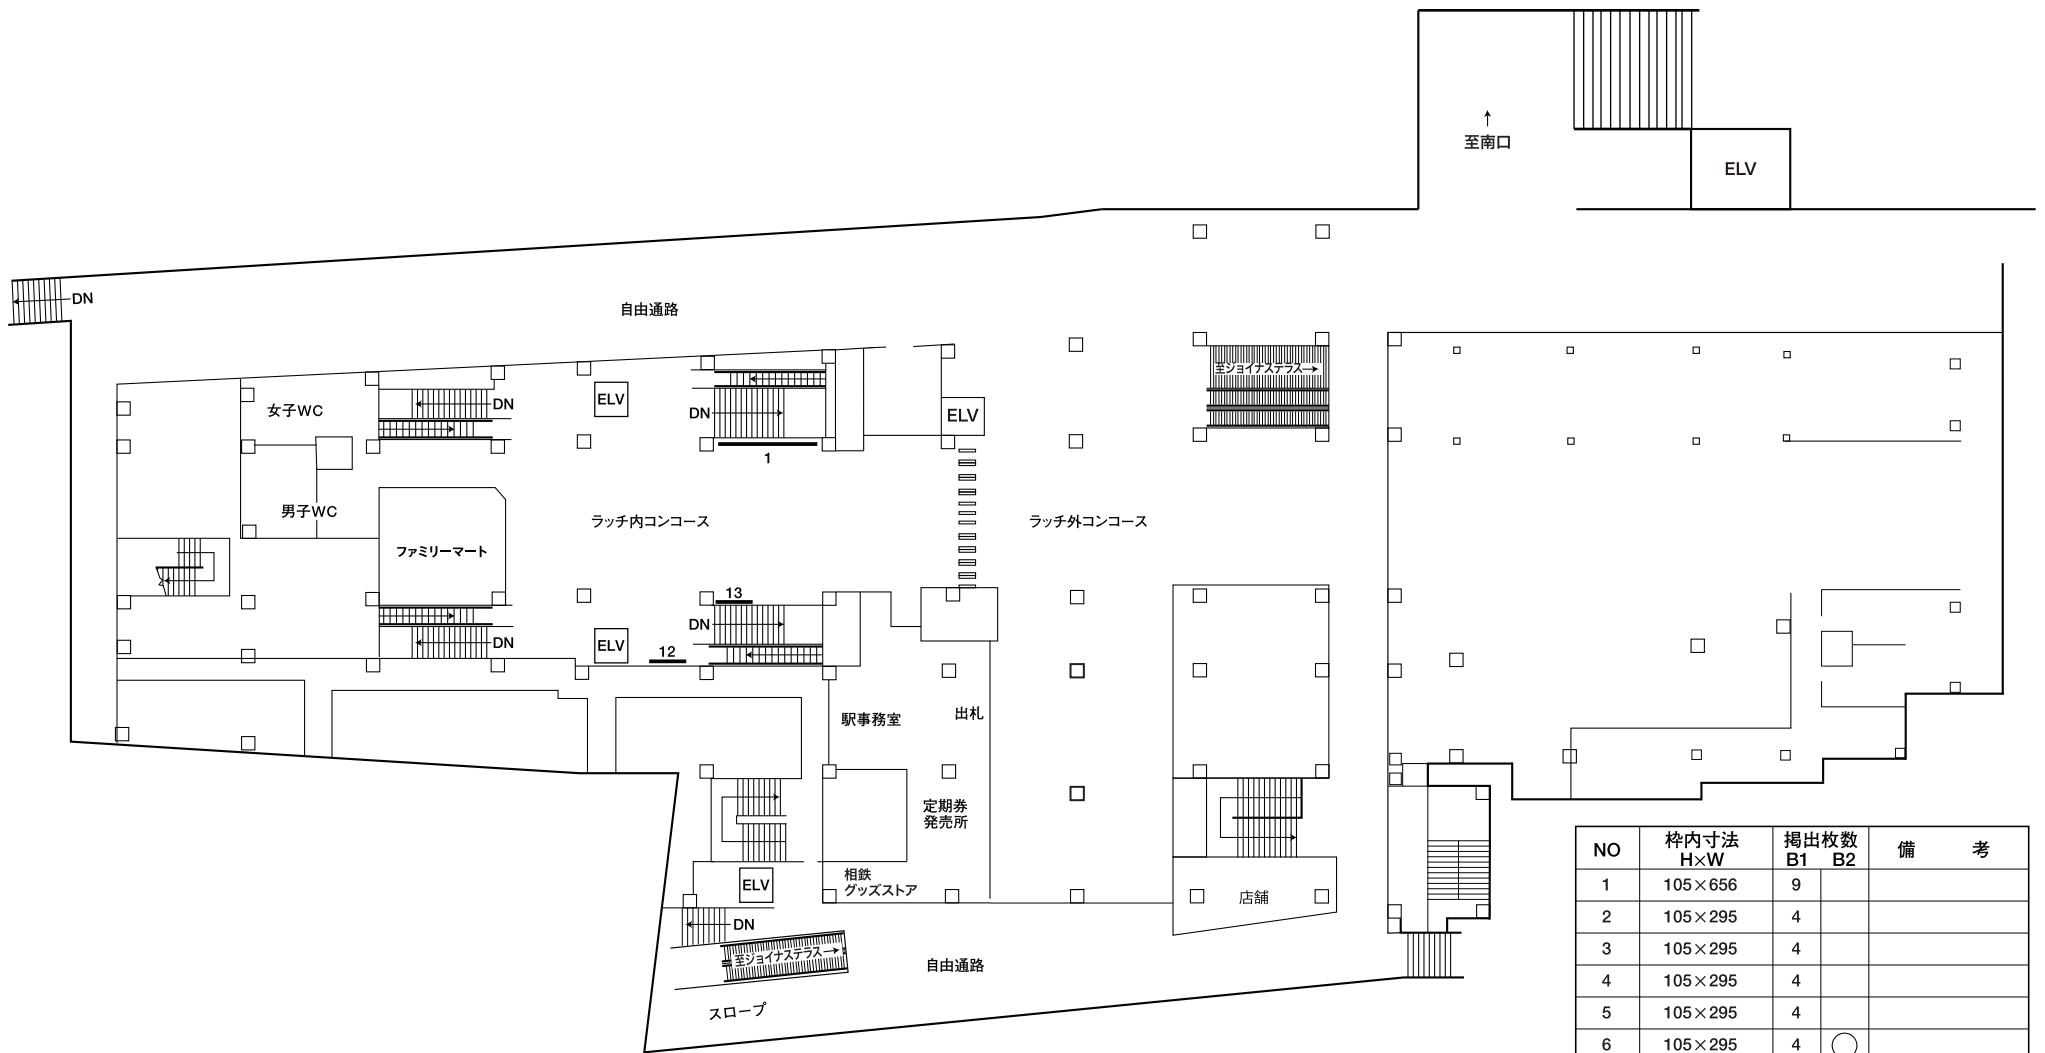 ↑
至南口
ELV
DN
自由通路
至ジョイナステラス→
女子WC
DN
ELV
DN
ELV
1
男子WC
ラッチ内コンコース
ラッチ外コンコース
ファミリーマート
13
DN
DN
ELV
12
駅事務室
出札
定期券
発売所
相鉄
グッズストア
ELV
店舗
DN
至ジョイナステラス→
自由通路
スロープ
NO 枠内寸法 H×W 掲出枚数 B1 B2 備 考
1 105×656 9
2 105×295 4
3 105×295 4
4 105×295 4
5 105×295 4
6 105×295 4 ○